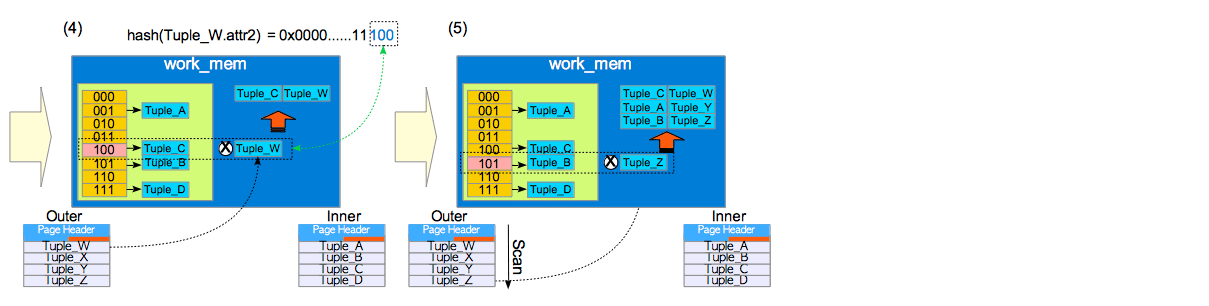 (4)
hash(Tuple_W.attr2) = 0x0000......11 100
work_mem
Tuple_C Tuple_W
000
001 Tuple_A
010
011
100 Tuple_C X Tuple_W
101 Tuple_B
110
111 Tuple_D
Outer
Page Header
Tuple_W
Tuple_X
Tuple_Y
Tuple_Z
Inner
Page Header
Tuple_A
Tuple_B
Tuple_C
Tuple_D
(5)
work_mem
Tuple_C Tuple_W
Tuple_A Tuple_Y
Tuple_B Tuple_Z
000
001 Tuple_A
010
011
100 Tuple_C
101 Tuple_B X Tuple_Z
110
111 Tuple_D
Outer
Page Header
Tuple_W
Tuple_X
Tuple_Y
Tuple_Z
Scan
Inner
Page Header
Tuple_A
Tuple_B
Tuple_C
Tuple_D